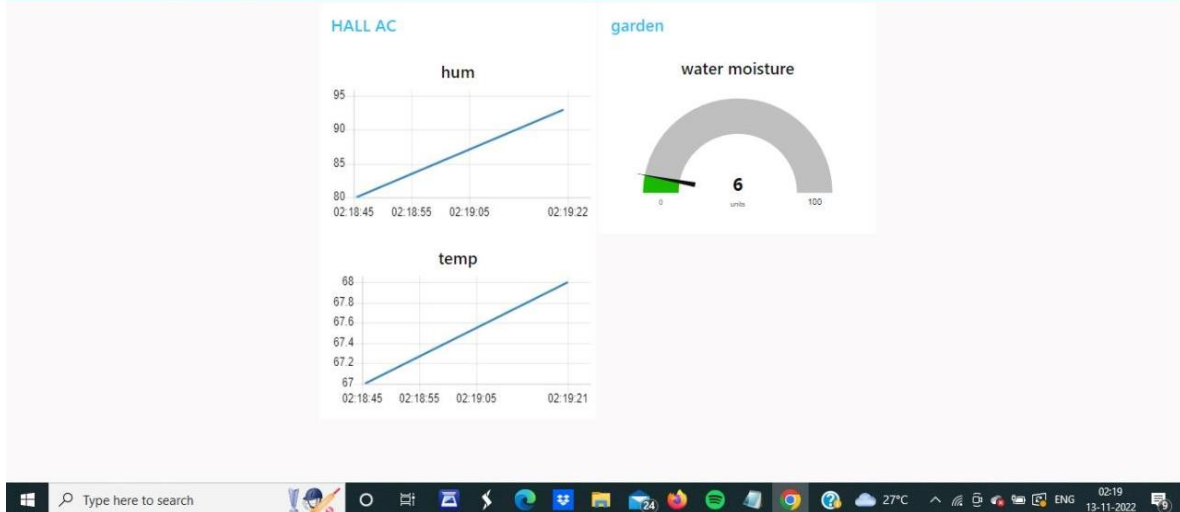 HALL AC
hum
95
90
85
80
02:18:45 02:18:55 02:19:05 02:19:22
temp
68
67.8
67.6
67.4
67.2
67
02:18:45 02:18:55 02:19:05 02:19:21
garden
water moisture
6
0 units 100
Type here to search
24
27°C ENG 02:19
13-11-2022
9